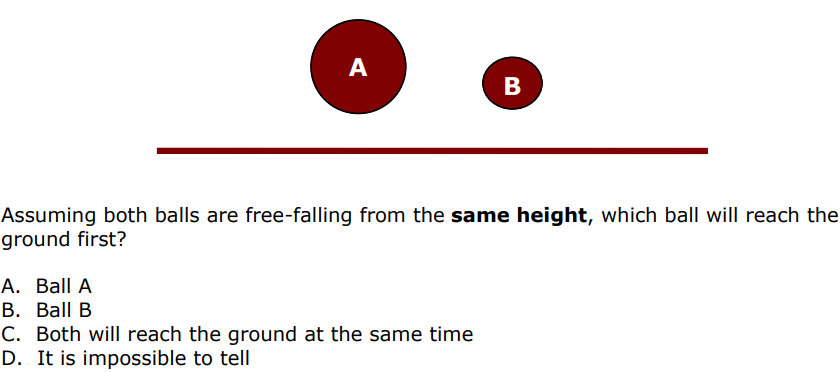 A
B
Assuming both balls are free-falling from the same height, which ball will reach the
ground first?
A. Ball A
B. Ball B
C. Both will reach the ground at the same time
D. It is impossible to tell